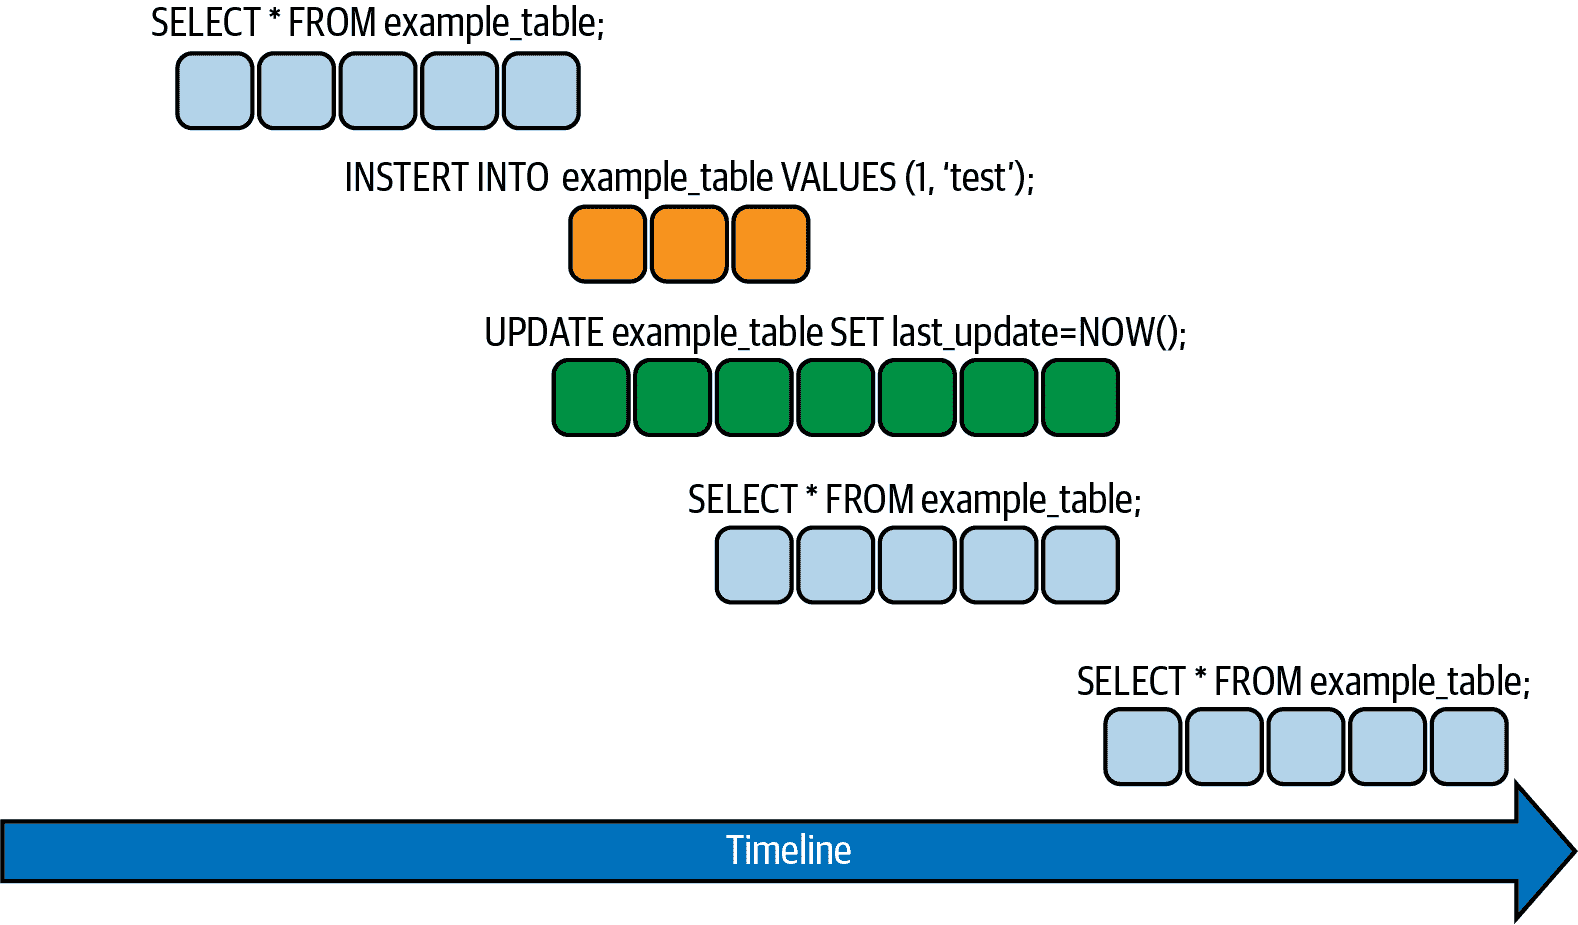 SELECT * FROM example_table;
INSTERT INTO example_table VALUES (1, ‘test’);
UPDATE example_table SET last_update=NOW();
SELECT * FROM example_table;
SELECT * FROM example_table;
Timeline